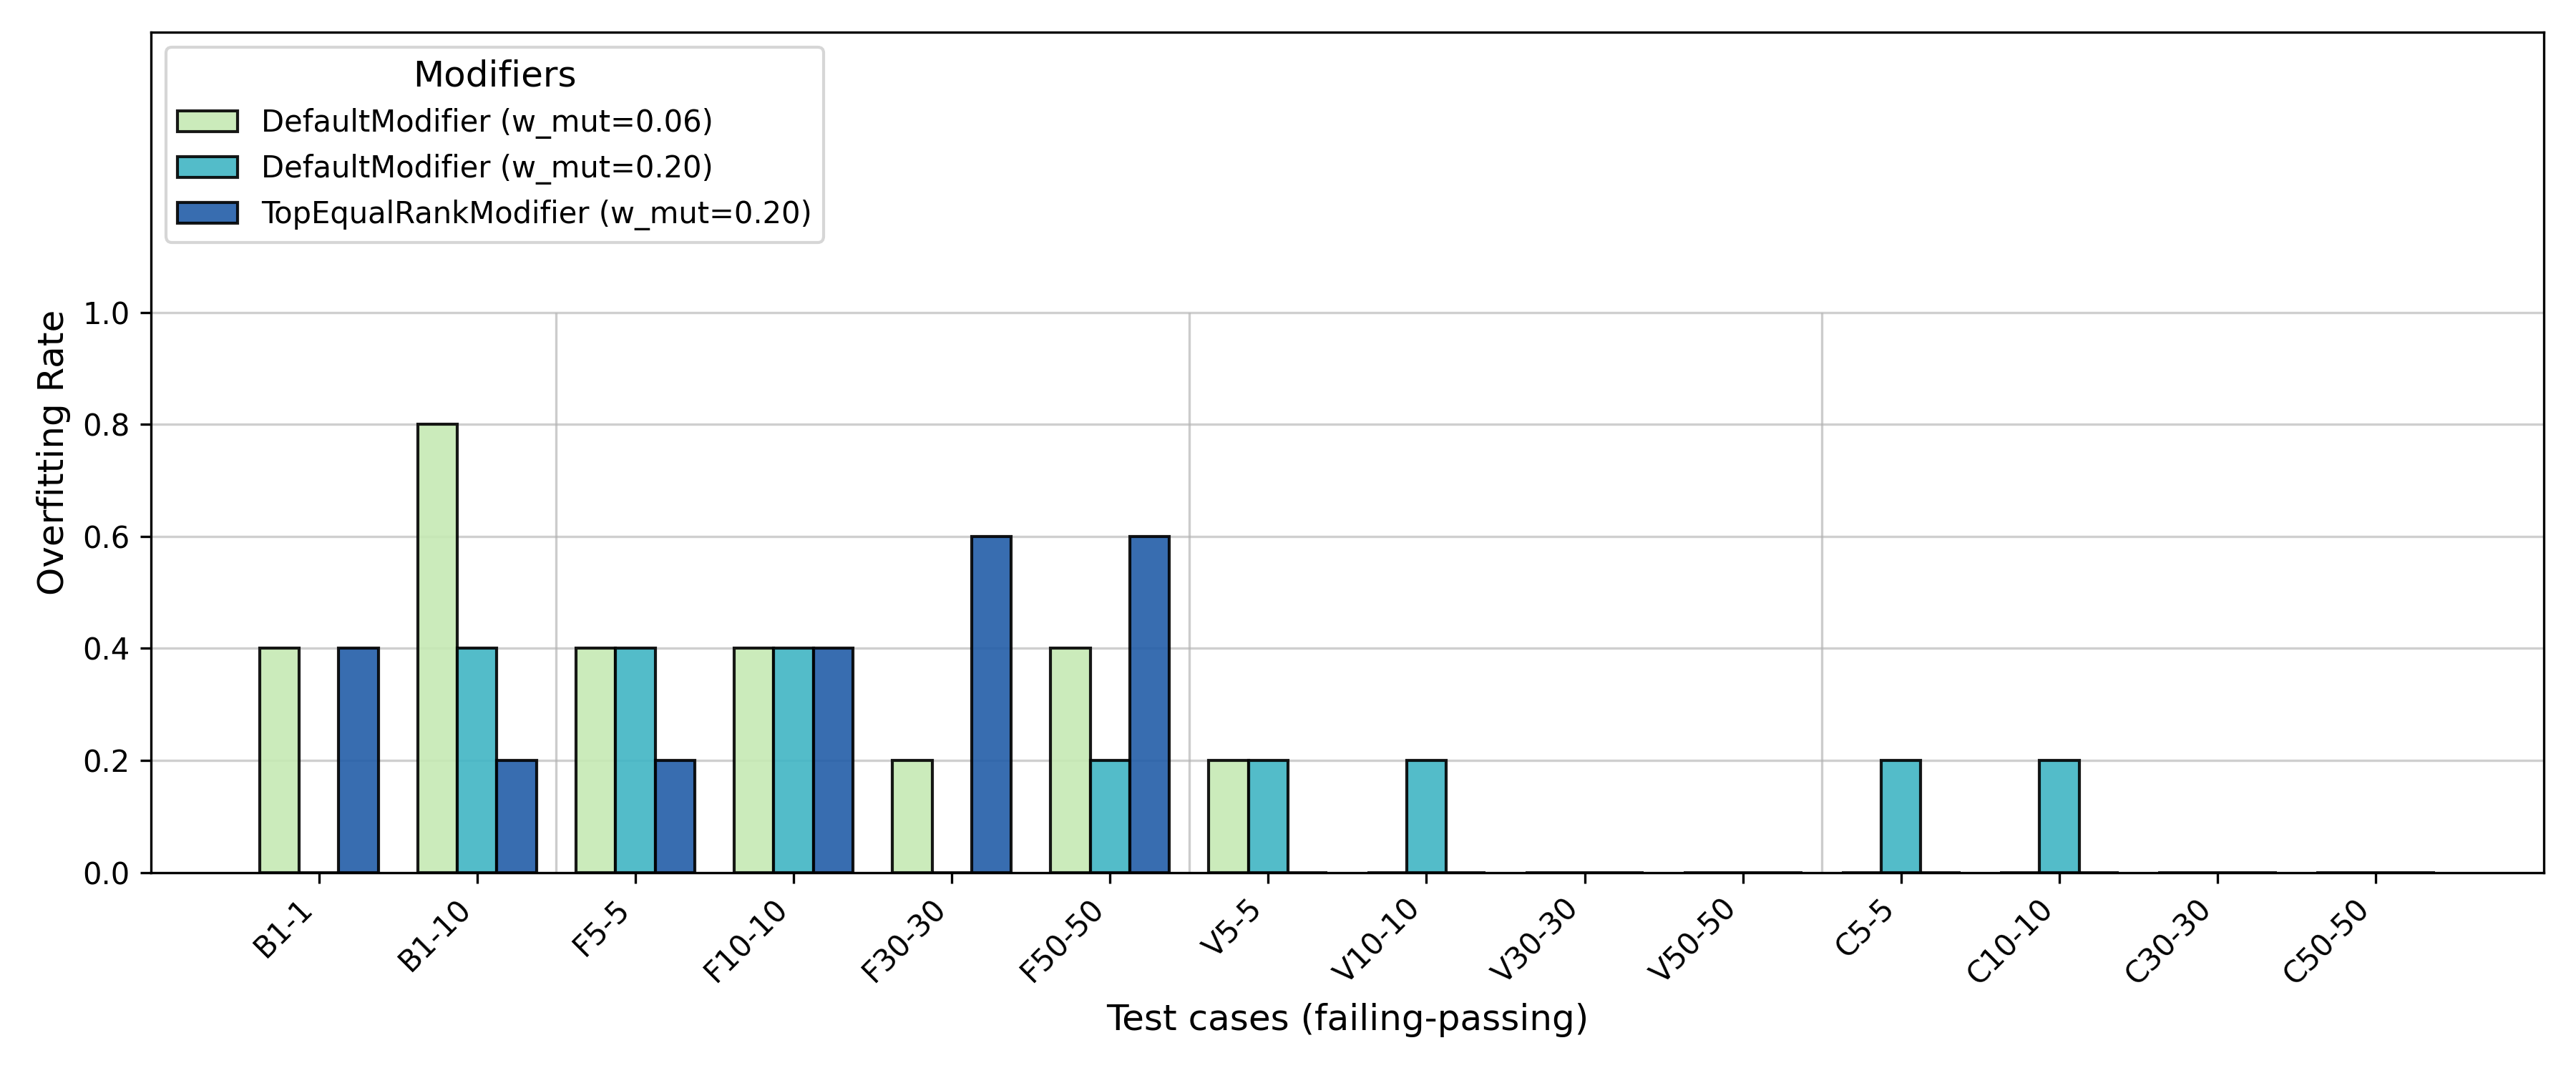 Modifiers
DefaultModifier (w_mut=0.06)
DefaultModifier (w_mut=0.20)
TopEqualRankModifier (w_mut=0.20)
Overfitting Rate
1.0
0.8
0.6
0.4
0.2
0.0
B1-1
B1-10
F5-5
F10-10
F30-30
F50-50
V5-5
V10-10
V30-30
V50-50
C5-5
C10-10
C30-30
C50-50
Test cases (failing-passing)